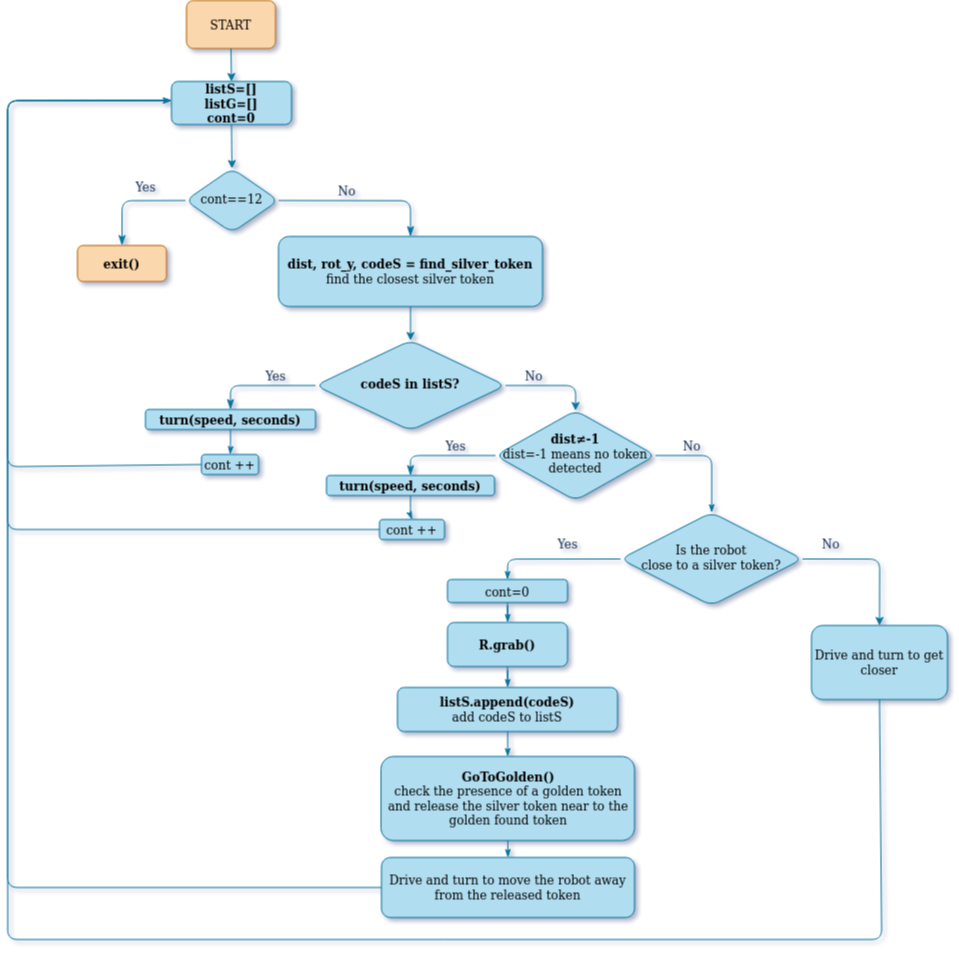 START
listS=[]
listG=[]
cont=0
Yes
cont==12
No
exit()
dist, rot_y, codeS = find_silver_token
find the closest silver token
Yes
codeS in listS?
No
turn(speed, seconds)
cont ++
Yes
dist≠-1
dist=-1 means no token
detected
No
turn(speed, seconds)
cont ++
Yes
Is the robot
close to a silver token?
No
cont=0
R.grab()
Drive and turn to get
closer
listS.append(codeS)
add codeS to listS
GoToGolden()
check the presence of a golden token
and release the silver token near to the
golden found token
Drive and turn to move the robot away
from the released token